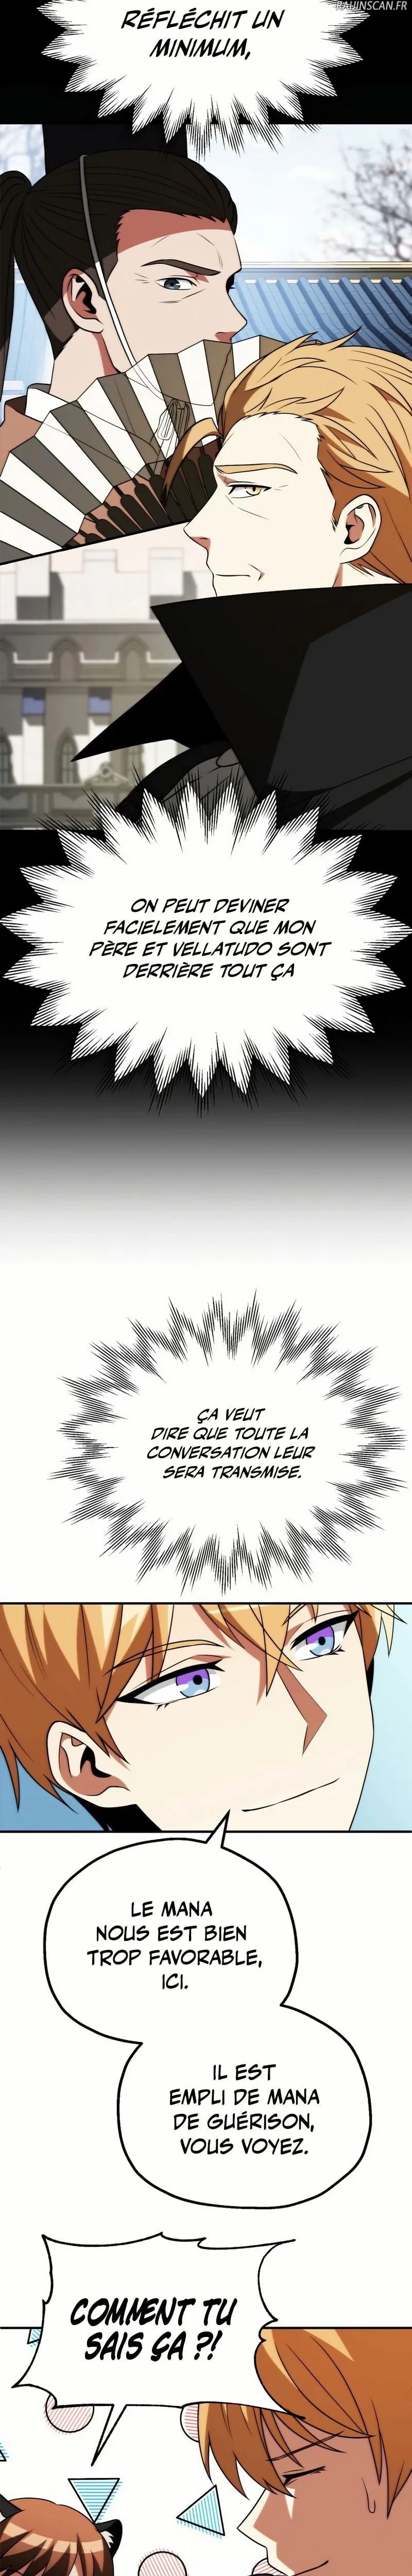 RAIJINSCAN.FR
RÉFLÉCHIT UN
MINIMUM,
ON PEUT DEVINER
FACIELEMENT QUE MON
PÈRE ET VELLATUDO SONT
DERRIÈRE TOUT ÇA
ÇA VEUT
DIRE QUE TOUTE LA
CONVERSATION LEUR
SERA TRANSMISE.
LE MANA
NOUS EST BIEN
TROP FAVORABLE,
ICI.
IL EST
EMPLI DE MANA
DE GUÉRISON,
VOUS VOYEZ.
COMMENT TU
SAIS ÇA ?!